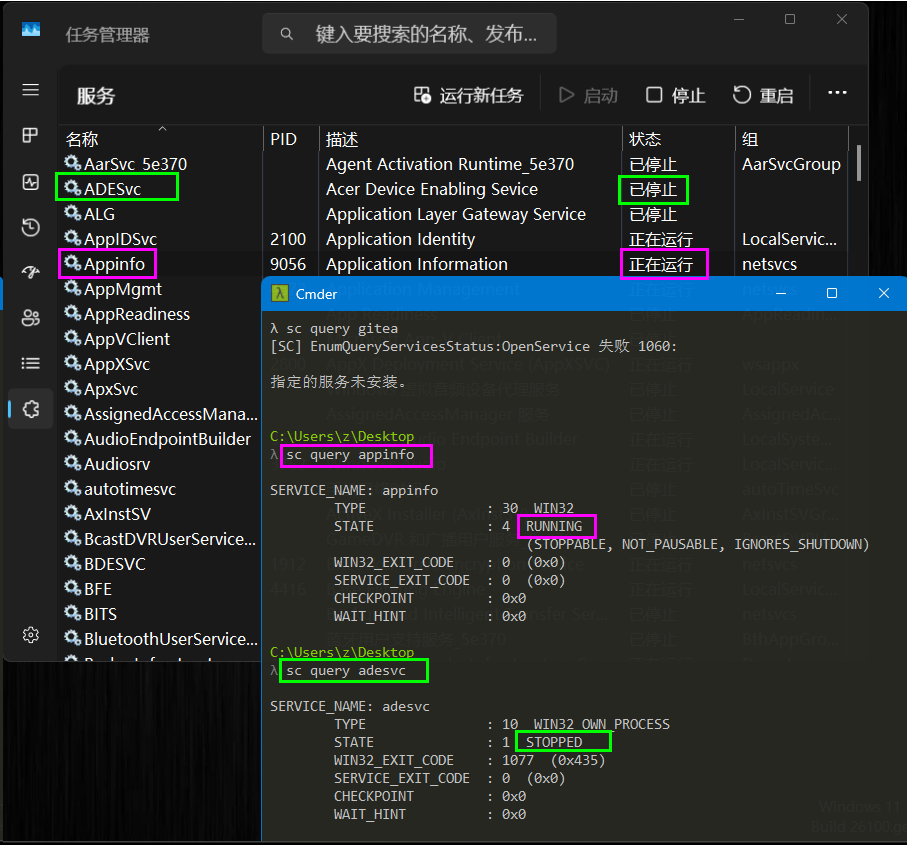 任务管理器
键入要搜索的名称、发布...
服务
运行新任务 启动 停止 重启 ...
名称 PID 描述 状态 组
AarSvc_5e370 Agent Activation Runtime_5e370 已停止 AarSvcGroup
ADESvc Acer Device Enabling Sevice 已停止
ALG Application Layer Gateway Service 已停止
AppIDSvc 2100 Application Identity 正在运行 LocalServic...
Appinfo 9056 Application Information 正在运行 netsvcs
AppMgmt
AppReadiness
AppVClient
AppXSvc
ApxSvc
AssignedAccessMana...
AudioEndpointBuilder
Audiosrv
autotimesvc
AxInstSV
BcastDVRUserService...
BDESVC
BFE
BITS
BluetoothUserService...
Cmder
λ sc query gitea
[SC] EnumQueryServicesStatus:OpenService 失败 1060:
指定的服务未安装。
C:\Users\z\Desktop
λ sc query appinfo
SERVICE_NAME: appinfo
TYPE : 30 WIN32
STATE : 4 RUNNING
(STOPPABLE, NOT_PAUSABLE, IGNORES_SHUTDOWN)
WIN32_EXIT_CODE : 0 (0x0)
SERVICE_EXIT_CODE : 0 (0x0)
CHECKPOINT : 0x0
WAIT_HINT : 0x0
C:\Users\z\Desktop
λ sc query adesvc
SERVICE_NAME: adesvc
TYPE : 10 WIN32_OWN_PROCESS
STATE : 1 STOPPED
WIN32_EXIT_CODE : 1077 (0x435)
SERVICE_EXIT_CODE : 0 (0x0)
CHECKPOINT : 0x0
WAIT_HINT : 0x0